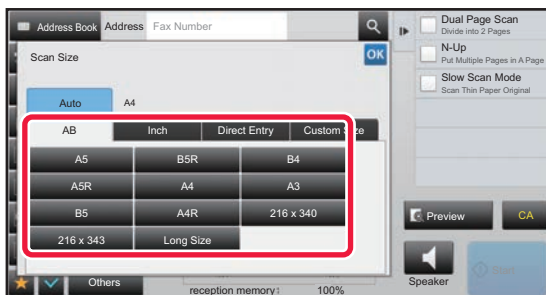 Address Book Address Fax Number
Scan Size
OK
Auto A4
AB Inch Direct Entry Custom Size
A5 B5R B4
A5R A4 A3
B5 A4R 216 x 340
216 x 343 Long Size
Others
reception memory: 100%
Dual Page Scan
Divide into 2 Pages
N-Up
Put Multiple Pages in A Page
Slow Scan Mode
Scan Thin Paper Original
Preview CA
Speaker
Start